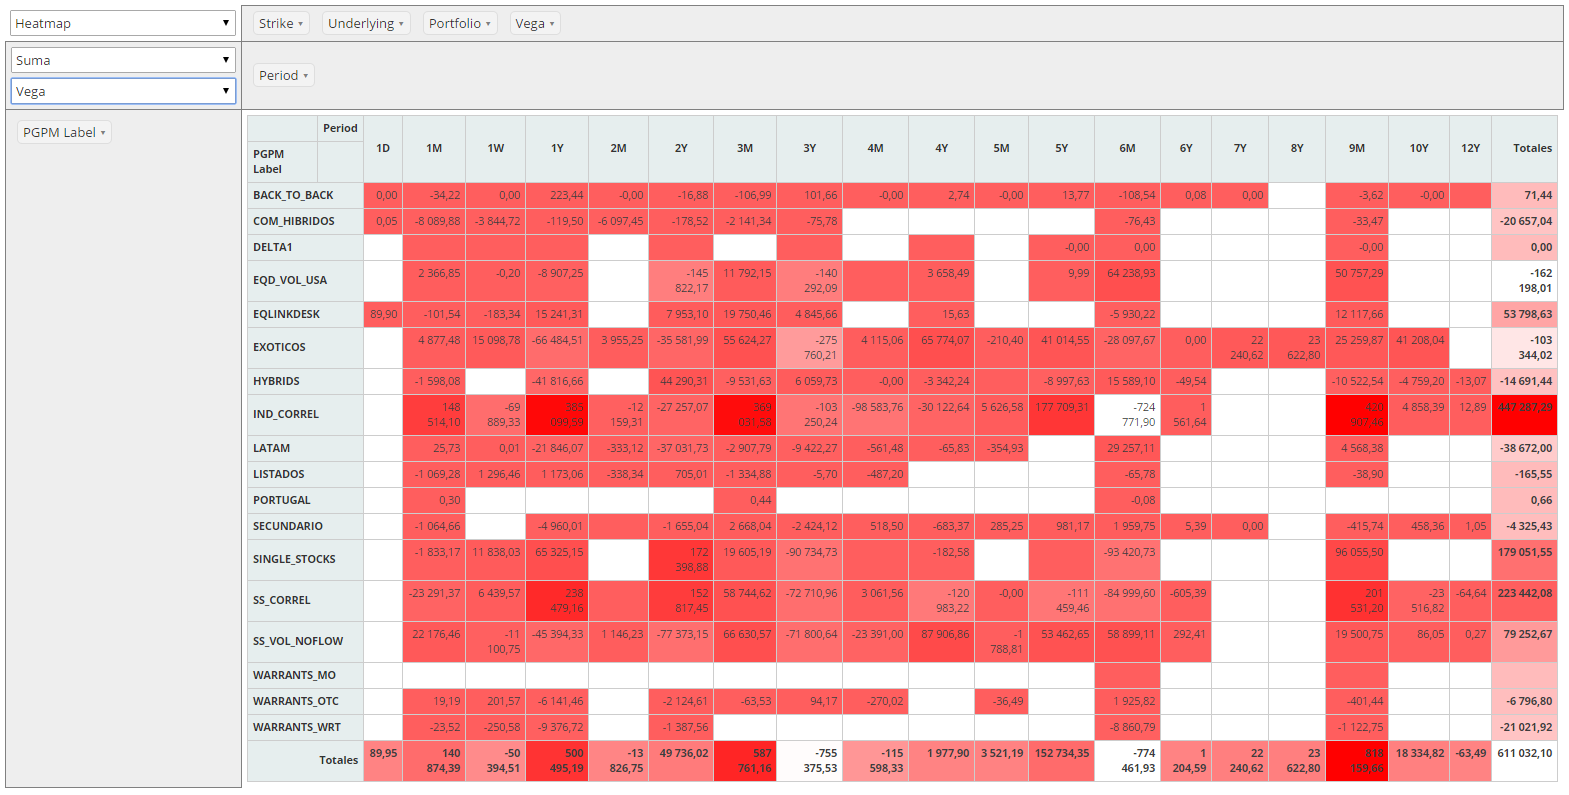 Heatmap ▾ Strike ▾ Underlying ▾ Portfolio ▾ Vega ▾
Suma ▾
Vega ▾
Period ▾
PGPM Label ▾
Period
PGPM Label 1D 1M 1W 1Y 2M 2Y 3M 3Y 4M 4Y 5M 5Y 6M 6Y 7Y 8Y 9M 10Y 12Y Totales
BACK_TO_BACK 0,00 -34,22 0,00 223,44 -0,00 -16,88 -106,99 101,66 -0,00 2,74 13,77 -108,54 0,08 0,00 -3,62 -0,00 71,44
COM_HIBRIDOS 0,05 -8 089,88 -3 844,72 -119,50 -6 097,45 -178,52 -2 141,34 -75,78 -76,43 -33,47 -20 657,04
DELTA1 -0,00 0,00 -0,00 0,00
EQD_VOL_USA 2 366,85 -0,20 -8 907,25 -145 822,17 11 792,15 -140 292,09 3 658,49 9,99 64 238,93 50 757,29 -162 198,01
EQLINKDESK 89,90 -101,54 -183,34 15 241,31 7 953,10 19 750,46 4 845,66 15,63 -5 930,22 12 117,66 53 798,63
EXOTICOS 4 877,48 15 098,78 -66 484,51 3 955,25 -35 581,99 55 624,27 -275 760,21 4 115,06 65 774,07 -210,40 41 014,55 -28 097,67 0,00 22 240,62 23 622,80 25 259,87 41 208,04 -103 344,02
HYBRIDS -1 598,08 -41 816,66 44 290,31 -9 531,63 6 059,73 -0,00 -3 342,24 -8 997,63 15 589,10 -49,54 -10 522,54 -4 759,20 -13,07 -14 691,44
IND_CORREL 148 514,10 -69 889,33 388 099,59 -12 159,31 -27 257,07 369 031,58 -103 250,24 -98 583,76 -30 122,64 5 626,58 177 709,31 -724 771,90 1 561,64 420 907,46 4 858,39 12,89 447 287,29
LATAM 25,73 0,01 -21 846,07 -333,12 -37 031,73 -2 907,79 -9 422,27 -561,48 -65,83 -354,93 29 257,11 4 568,38 -38 672,00
LISTADOS -1 069,28 1 296,46 1 173,06 -338,34 705,01 -1 334,88 -5,70 -487,20 -65,78 -38,90 -165,55
PORTUGAL 0,30 0,44 -0,08 0,66
SECUNDARIO -1 064,66 -4 960,01 -1 655,04 2 668,04 -2 424,12 518,50 -683,37 285,25 981,17 1 959,75 5,39 0,00 -415,74 458,36 1,05 -4 325,43
SINGLE_STOCKS -1 833,17 11 838,03 65 325,15 172 398,88 19 605,19 -90 734,73 -182,58 -93 420,73 96 055,50 179 051,55
SS_CORREL -23 291,37 6 439,57 238 479,16 152 817,45 58 744,62 -72 710,96 3 061,56 -120 983,22 -0,00 -111 459,46 -84 999,60 -605,39 201 531,20 -23 516,82 -64,64 223 442,08
SS_VOL_NOFLOW 22 176,46 -11 100,75 -45 394,33 1 146,23 -77 373,15 66 630,57 -71 800,64 -23 391,00 87 906,86 -1 788,81 53 462,65 58 899,11 292,41 19 500,75 86,05 0,27 79 252,67
WARRANTS_MO
WARRANTS_OTC 19,19 201,57 -6 141,46 -2 124,61 -63,53 94,17 -270,02 -36,49 1 925,82 -401,44 -6 796,80
WARRANTS_WRT -23,52 -250,58 -9 376,72 -1 387,56 -8 860,79 -1 122,75 -21 021,92
Totales 89,95 140 874,39 -50 394,51 500 495,19 -13 826,75 49 736,02 587 761,16 -755 375,53 -115 598,33 1 977,90 3 521,19 152 734,35 -774 461,93 1 204,59 22 240,62 23 622,80 818 159,66 18 334,82 -63,49 611 032,10